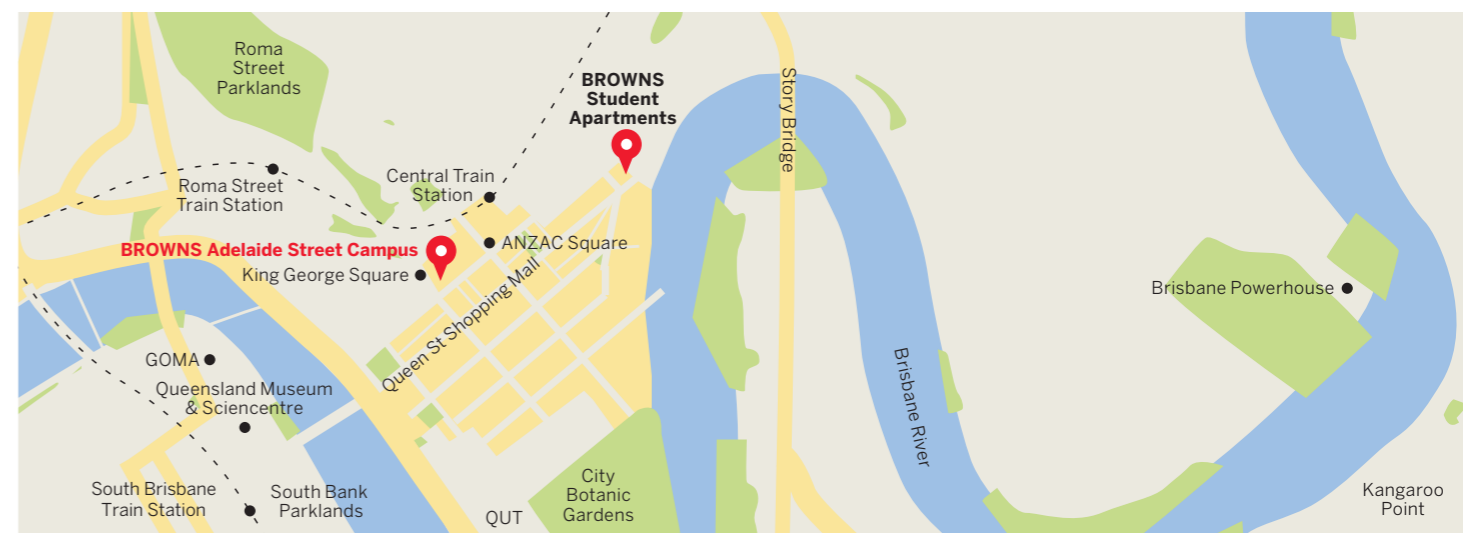 Roma
Street
Parklands
BROWNS
Student
Apartments
Story Bridge
Central Train
Station
Roma Street
Train Station
BROWNS Adelaide Street Campus
ANZAC Square
King George Square
Queen St Shopping Mall
Brisbane Powerhouse
GOMA
Queensland Museum
& Sciencentre
Brisbane River
South Brisbane
Train Station
South Bank
Parklands
QUT
City
Botanic
Gardens
Kangaroo
Point